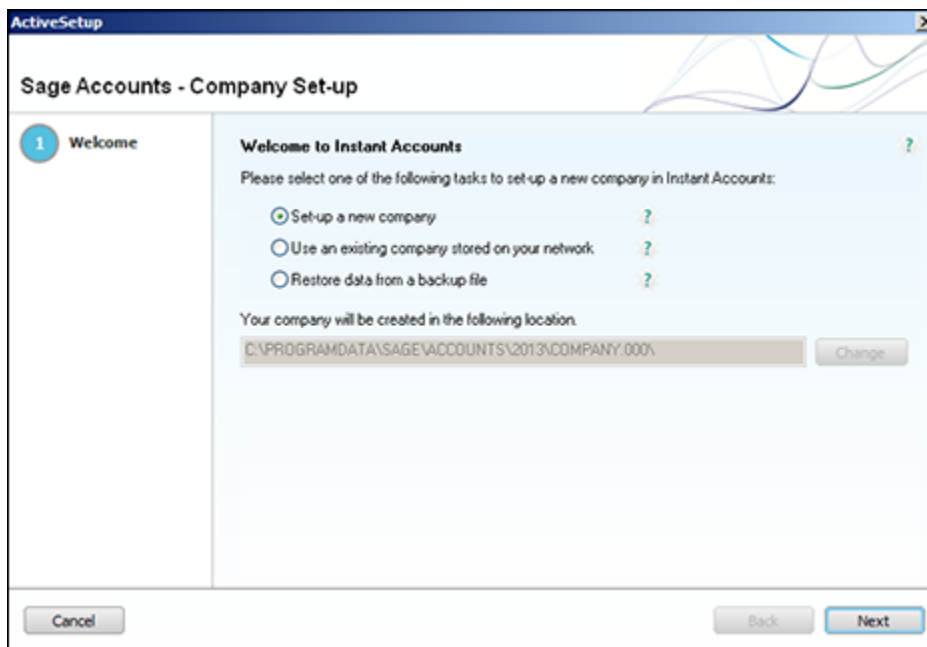 ActiveSetup
Sage Accounts - Company Set-up
1 Welcome
Welcome to Instant Accounts
?
Please select one of the following tasks to set-up a new company in Instant Accounts:
Set-up a new company ?
Use an existing company stored on your network ?
Restore data from a backup file ?
Your company will be created in the following location.
C:\PROGRAMDATA\SAGE\ACCOUNTS\2013\COMPANY.000\
Change
Cancel
Back
Next